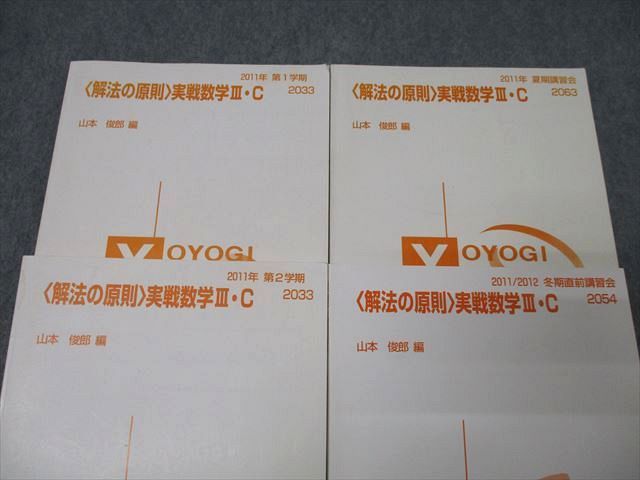 2011年 第1学期
〈解法の原則〉実戦数学Ⅲ・C 2033
山本 俊郎 編
YOYOGI
2011年 夏期講習会
〈解法の原則〉実戦数学Ⅲ・C 2063
山本 俊郎 編
YOYOGI
2011年 第2学期
〈解法の原則〉実戦数学Ⅲ・C 2033
山本 俊郎 編
2011/2012 冬期直前講習会
〈解法の原則〉実戦数学Ⅲ・C 2054
山本 俊郎 編